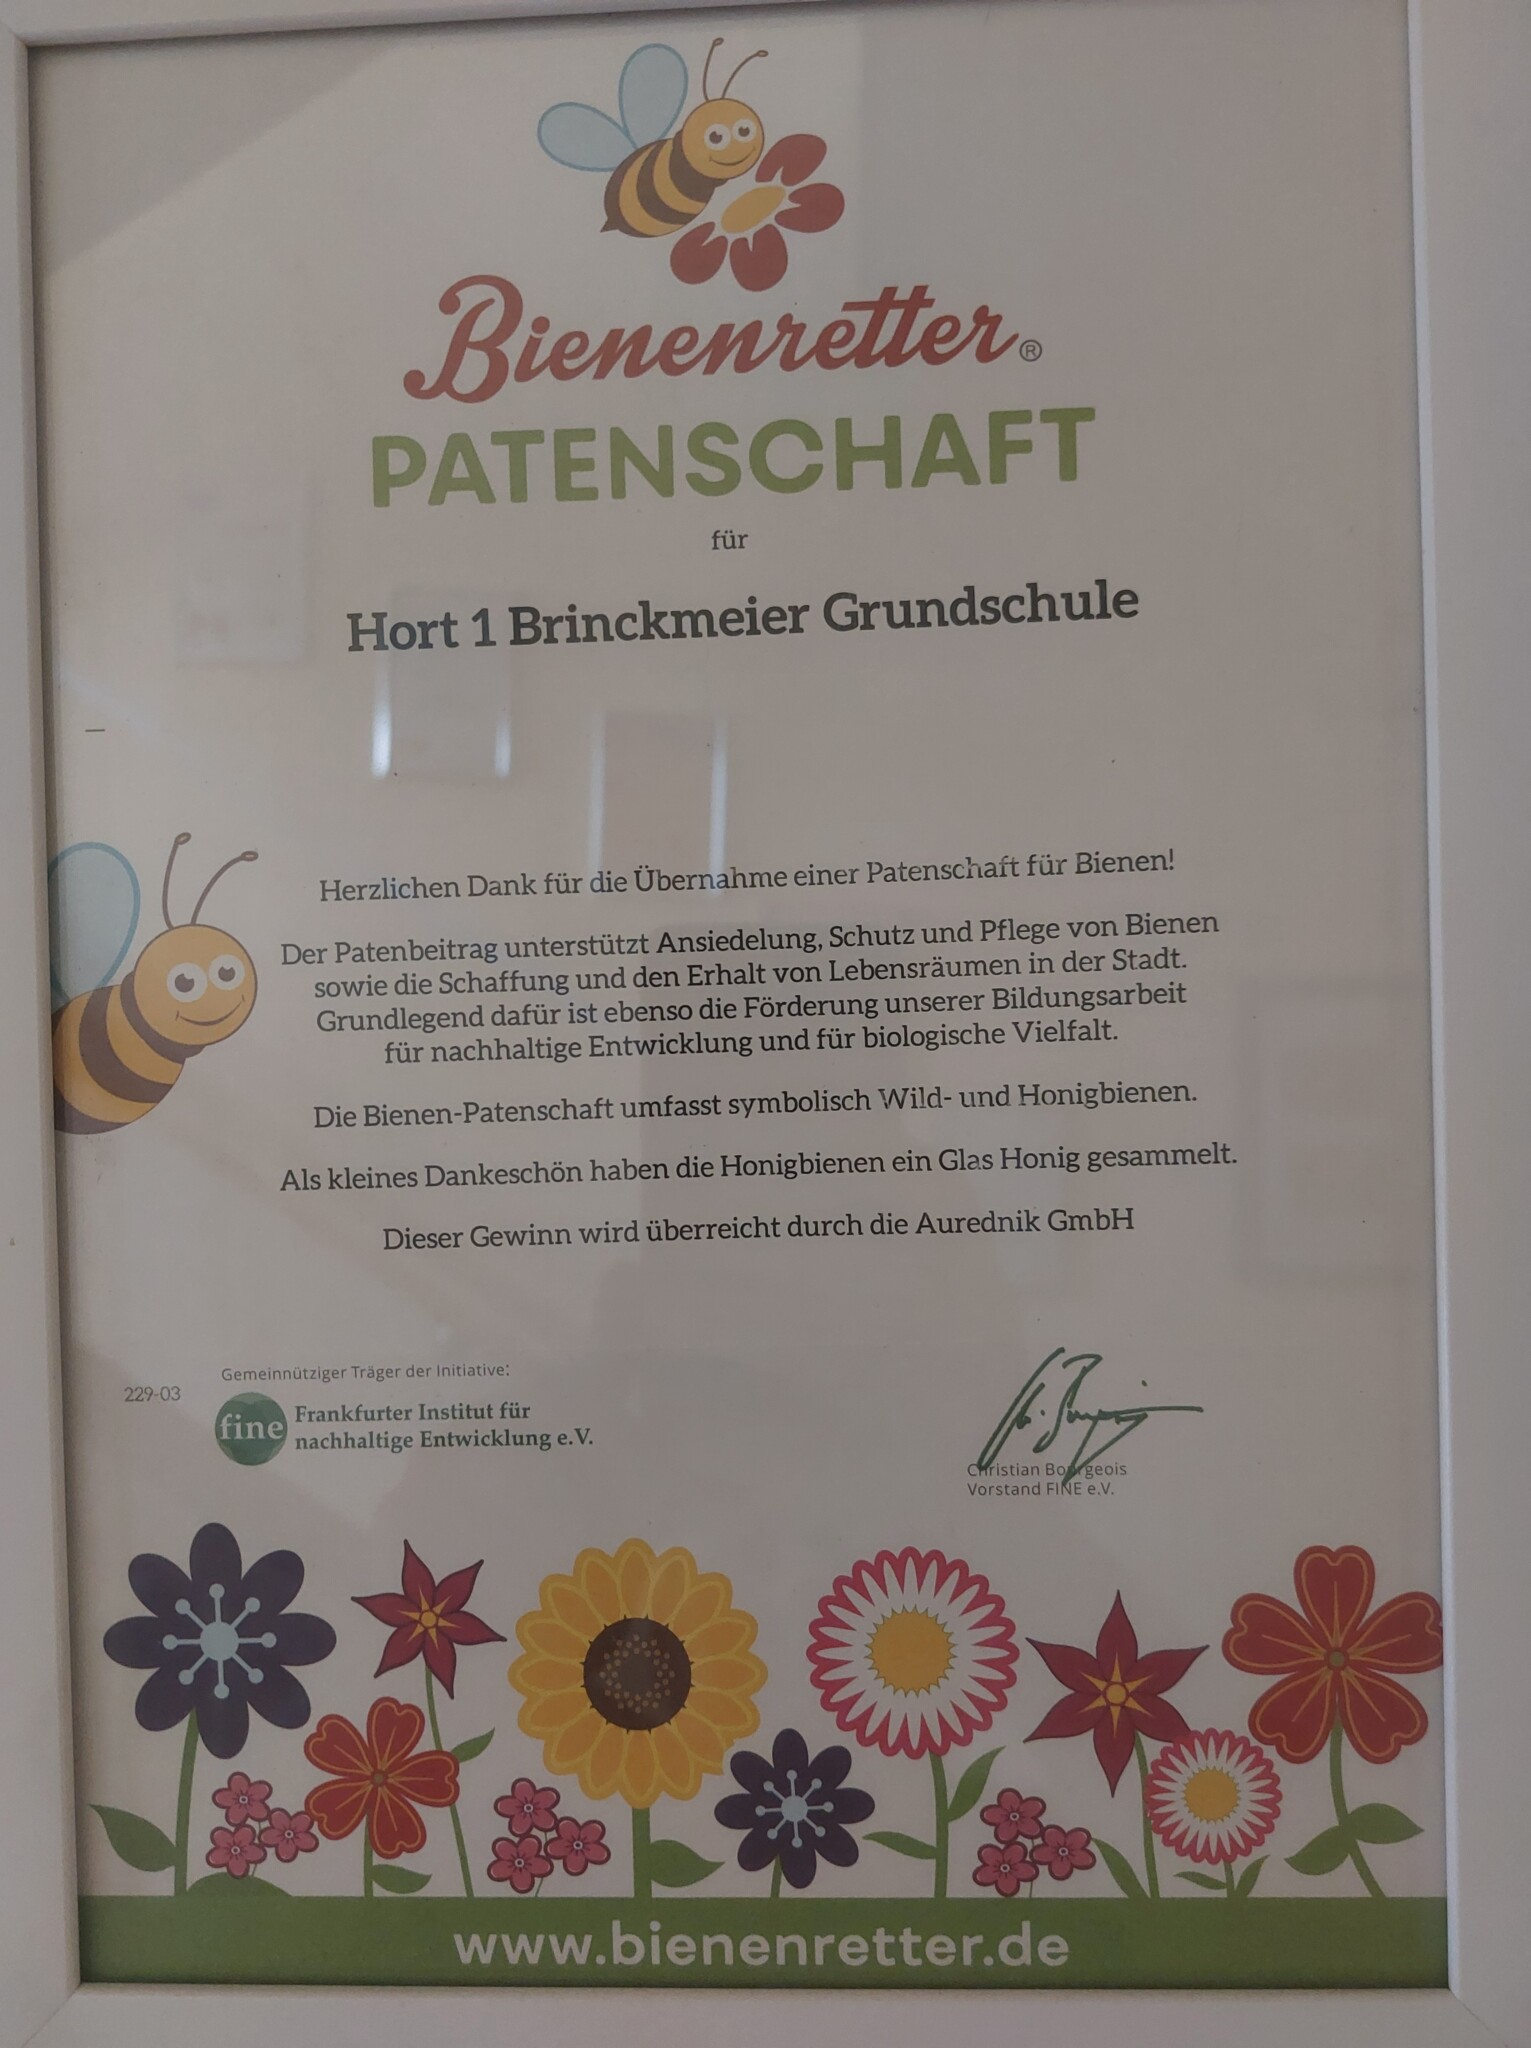 Bienenretter®
PATENSCHAFT
für
Hort 1 Brinckmeier Grundschule
Herzlichen Dank für die Übernahme einer Patenschaft für Bienen!
Der Patenbeitrag unterstützt Ansiedelung, Schutz und Pflege von Bienen
sowie die Schaffung und den Erhalt von Lebensräumen in der Stadt.
Grundlegend dafür ist ebenso die Förderung unserer Bildungsarbeit
für nachhaltige Entwicklung und für biologische Vielfalt.
Die Bienen-Patenschaft umfasst symbolisch Wild- und Honigbienen.
Als kleines Dankeschön haben die Honigbienen ein Glas Honig gesammelt.
Dieser Gewinn wird überreicht durch die Aurednik GmbH
Gemeinnütziger Träger der Initiative:
229-03
fine
Frankfurter Institut für
nachhaltige Entwicklung e.V.
Christian Bourgeois
Vorstand FINE e.V.
www.bienenretter.de